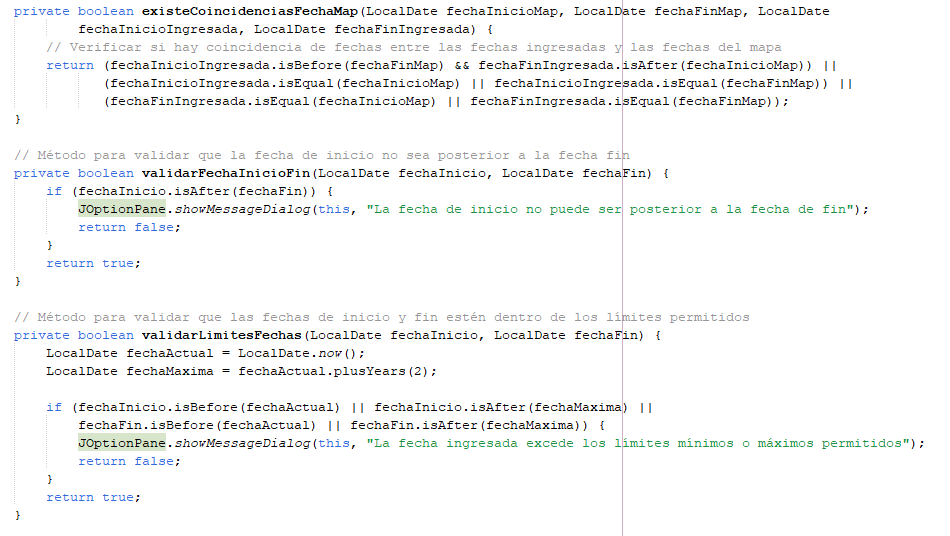 private boolean existeCoincidenciasFechaMap(LocalDate fechaInicioMap, LocalDate fechaFinMap, LocalDate
fechaInicioIngresada, LocalDate fechaFinIngresada) {
// Verificar si hay coincidencia de fechas entre las fechas ingresadas y las fechas del mapa
return (fechaInicioIngresada.isBefore(fechaFinMap) && fechaFinIngresada.isAfter(fechaInicioMap)) ||
(fechaInicioIngresada.isEqual(fechaInicioMap) || fechaInicioIngresada.isEqual(fechaFinMap)) ||
(fechaFinIngresada.isEqual(fechaInicioMap) || fechaFinIngresada.isEqual(fechaFinMap));
}
// Método para validar que la fecha de inicio no sea posterior a la fecha fin
private boolean validarFechaInicioFin(LocalDate fechaInicio, LocalDate fechaFin) {
if (fechaInicio.isAfter(fechaFin)) {
JOptionPane.showMessageDialog(this, "La fecha de inicio no puede ser posterior a la fecha de fin");
return false;
}
return true;
}
// Método para validar que las fechas de inicio y fin estén dentro de los límites permitidos
private boolean validarLimitesFechas(LocalDate fechaInicio, LocalDate fechaFin) {
LocalDate fechaActual = LocalDate.now();
LocalDate fechaMaxima = fechaActual.plusYears(2);
if (fechaInicio.isBefore(fechaActual) || fechaInicio.isAfter(fechaMaxima) ||
fechaFin.isBefore(fechaActual) || fechaFin.isAfter(fechaMaxima)) {
JOptionPane.showMessageDialog(this, "La fecha ingresada excede los límites mínimos o máximos permitidos");
return false;
}
return true;
}